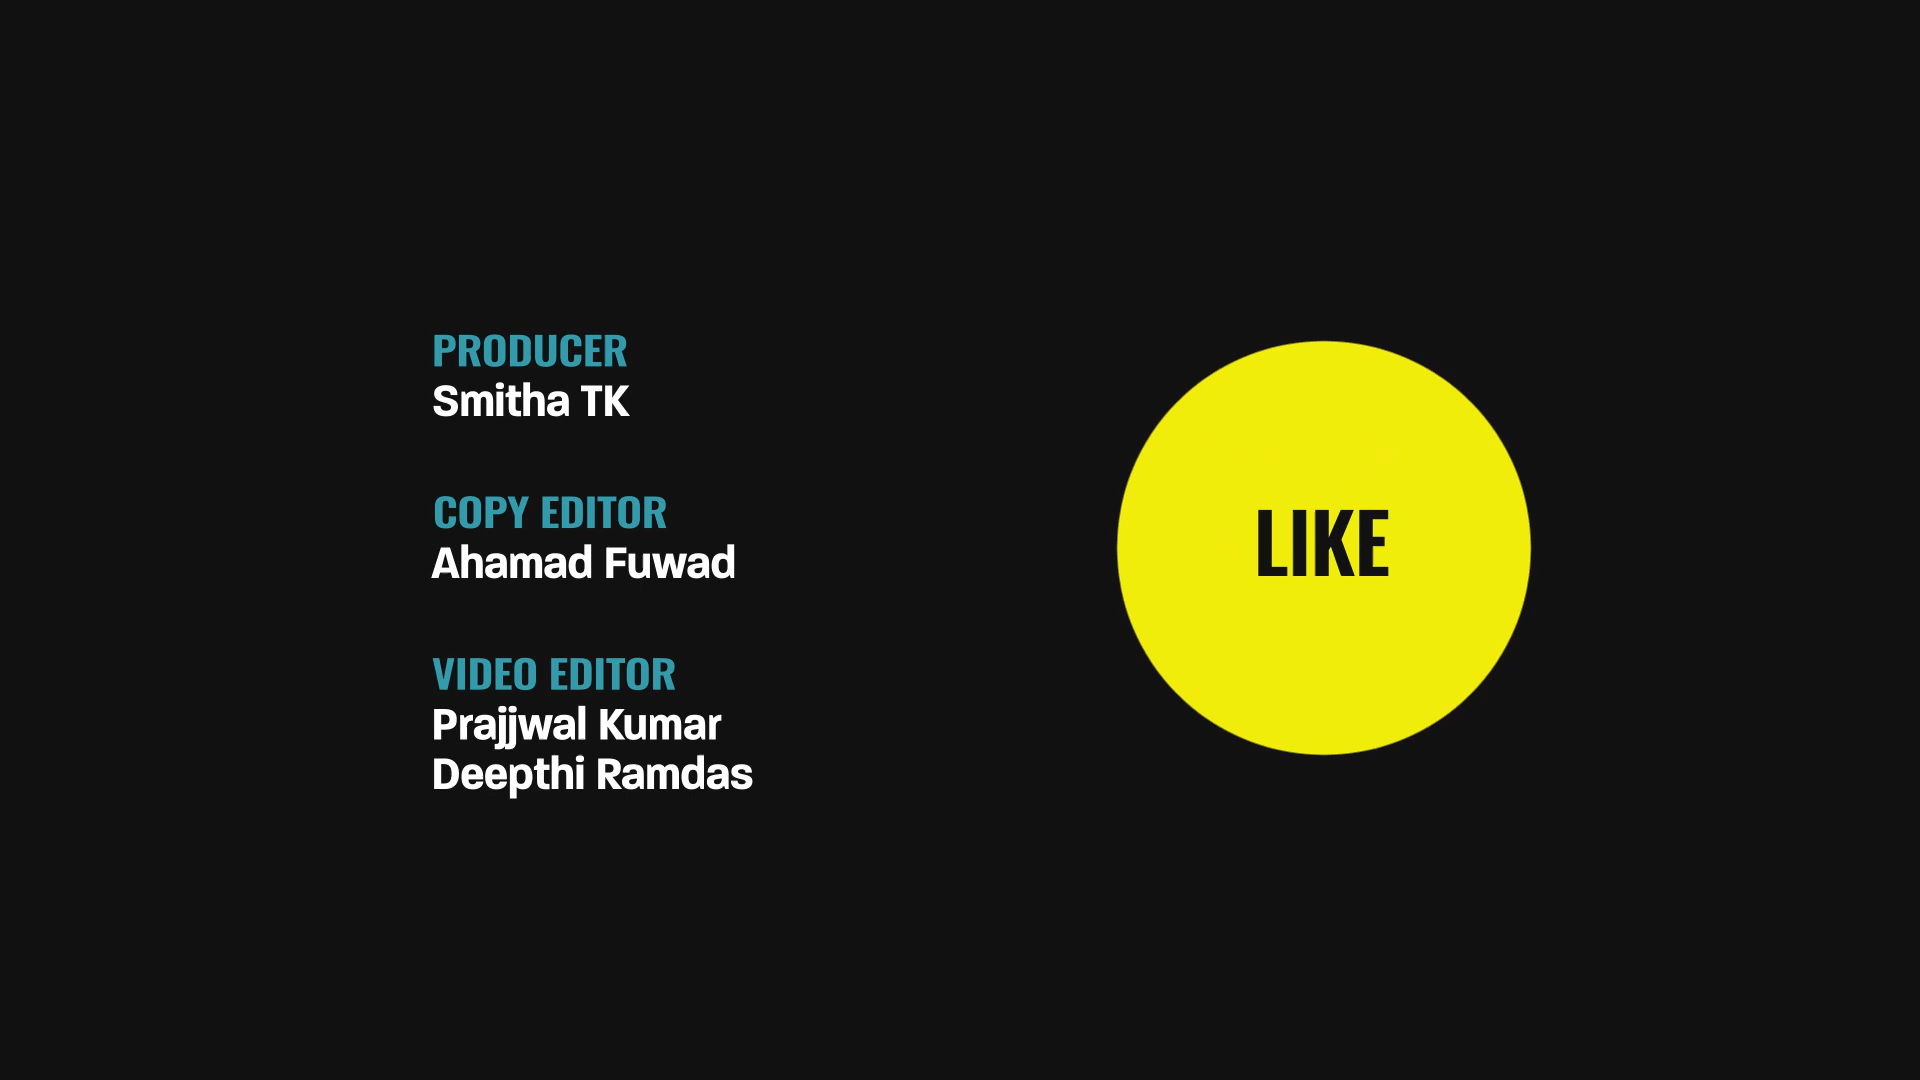 PRODUCER
Smitha TK
COPY EDITOR
Ahamad Fuwad
VIDEO EDITOR
Prajjwal Kumar
Deepthi Ramdas
LIKE